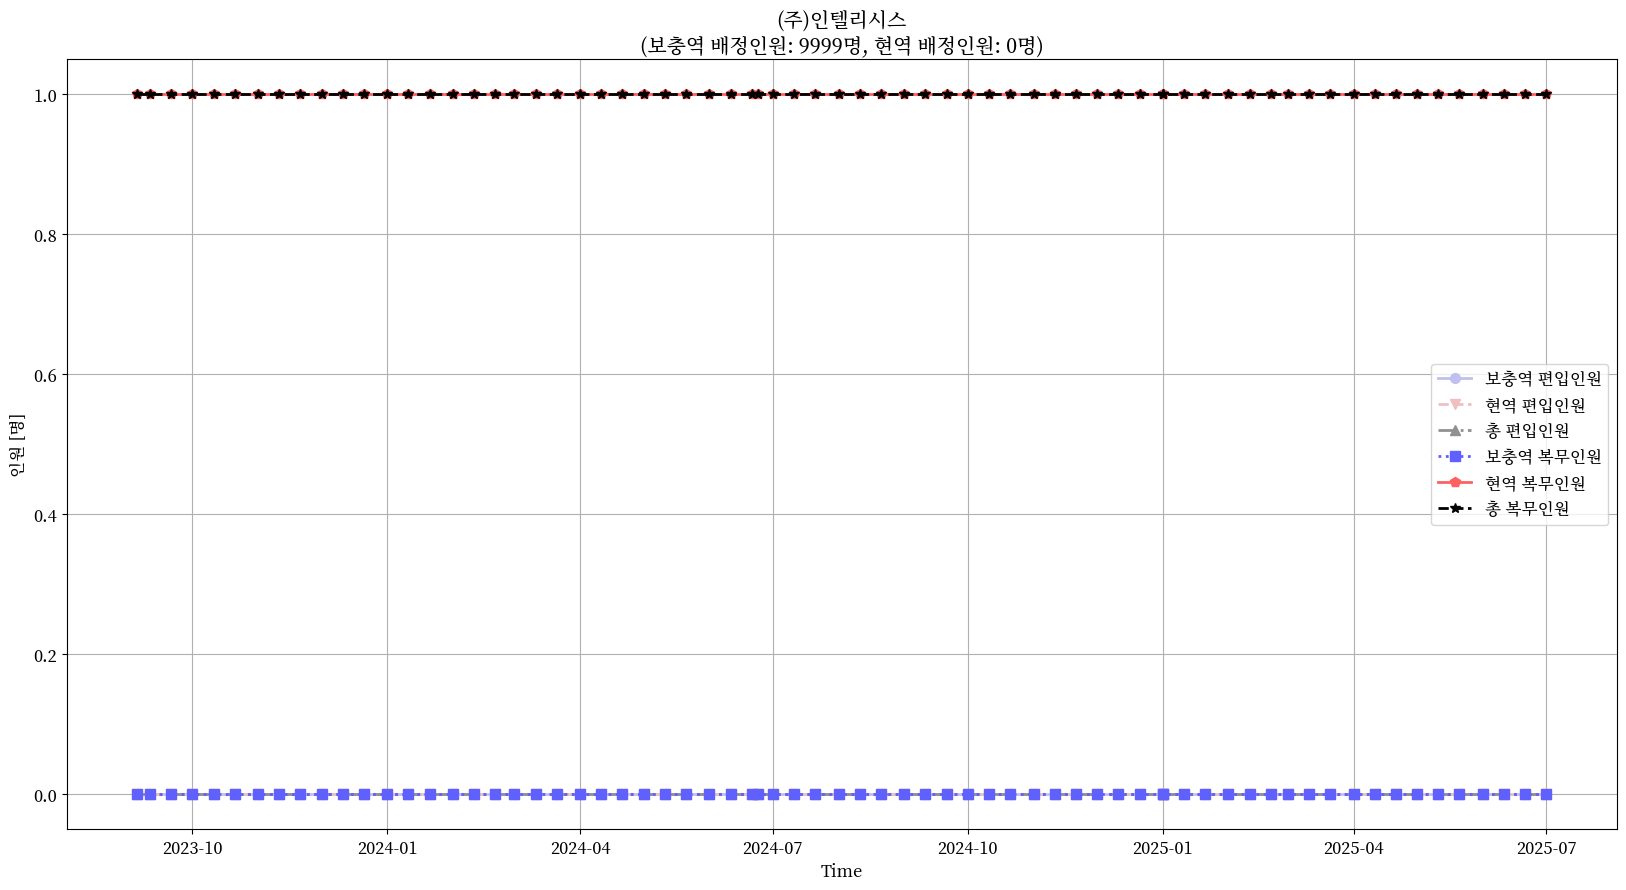 (주)인텔리시스
(보충역 배정인원: 9999명, 현역 배정인원: 0명)
1.0
0.8
0.6
0.4
0.2
0.0
인원 [명]
보충역 편입인원
현역 편입인원
총 편입인원
보충역 복무인원
현역 복무인원
총 복무인원
2023-10
2024-01
2024-04
2024-07
2024-10
2025-01
2025-04
2025-07
Time